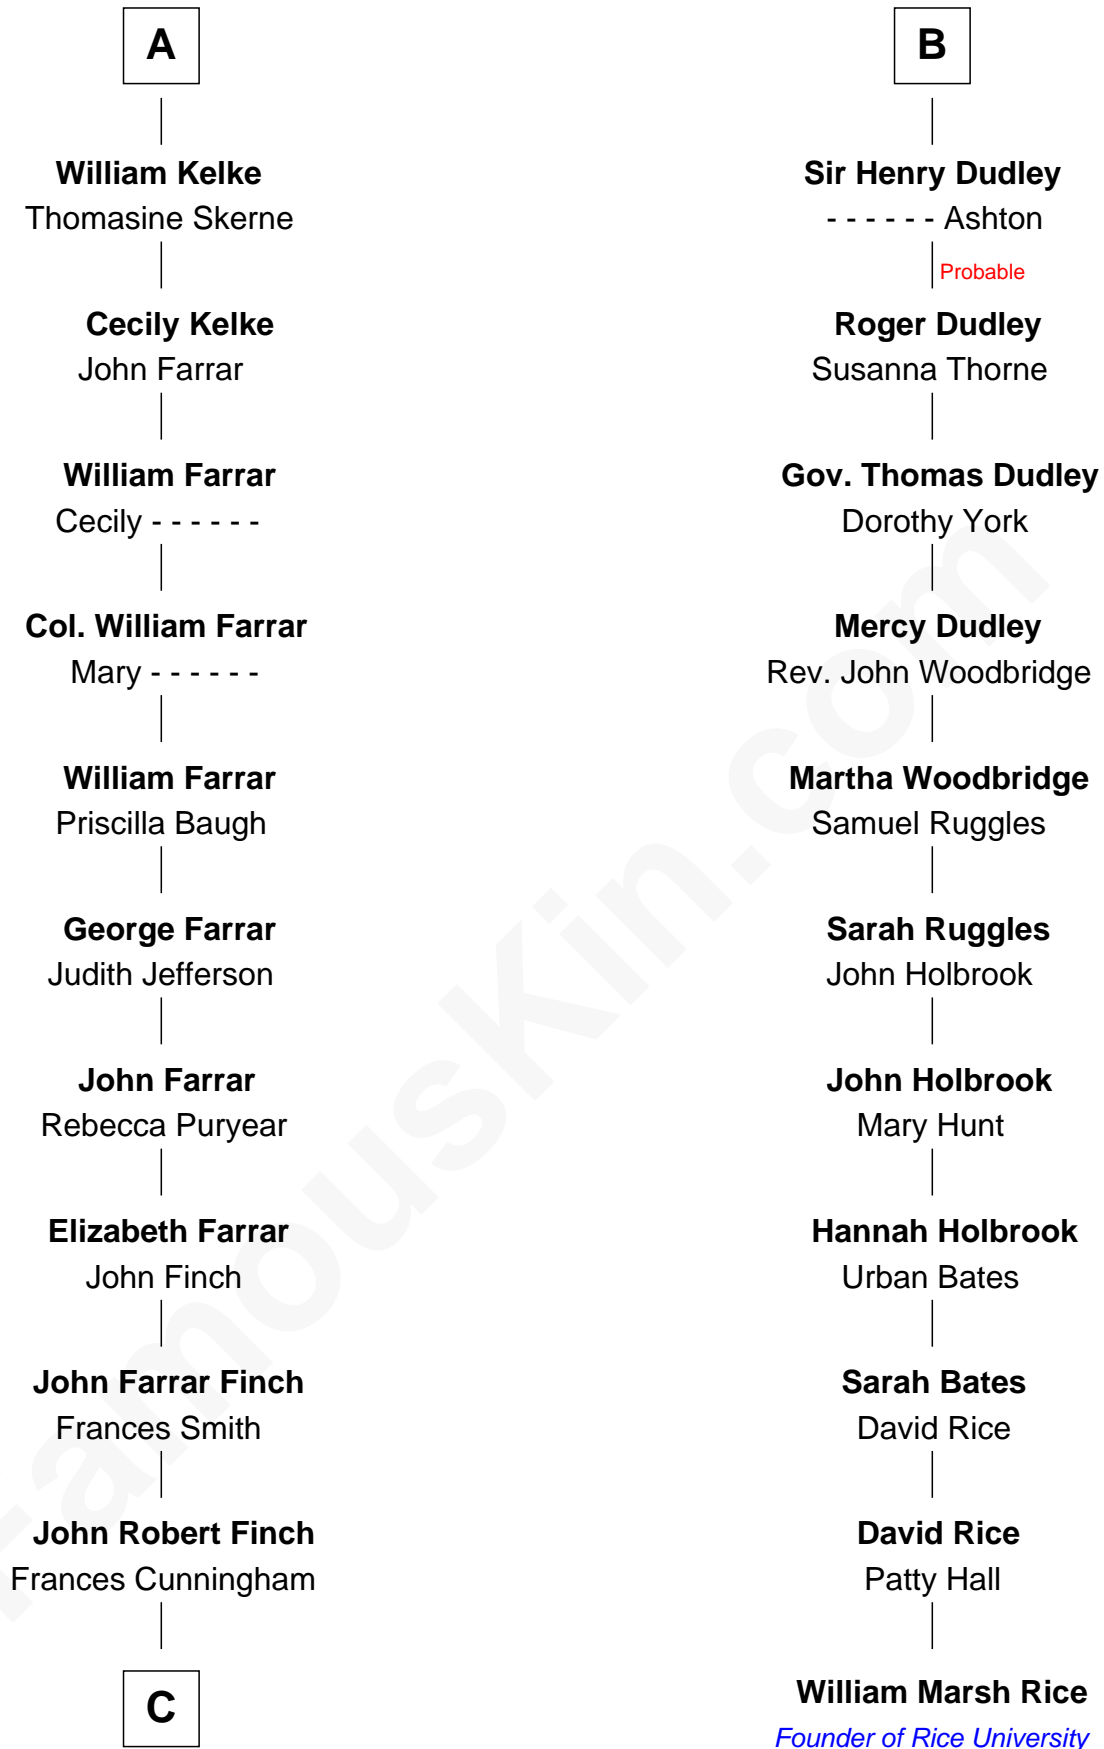 A
William Kelke
Thomasine Skerne
Cecily Kelke
John Farrar
William Farrar
Cecily - - - - - -
Col. William Farrar
Mary - - - - - -
William Farrar
Priscilla Baugh
George Farrar
Judith Jefferson
John Farrar
Rebecca Puryear
Elizabeth Farrar
John Finch
John Farrar Finch
Frances Smith
John Robert Finch
Frances Cunningham
C
B
Sir Henry Dudley
- - - - - - Ashton
Probable
Roger Dudley
Susanna Thorne
Gov. Thomas Dudley
Dorothy York
Mercy Dudley
Rev. John Woodbridge
Martha Woodbridge
Samuel Ruggles
Sarah Ruggles
John Holbrook
John Holbrook
Mary Hunt
Hannah Holbrook
Urban Bates
Sarah Bates
David Rice
David Rice
Patty Hall
William Marsh Rice
Founder of Rice University
FamousKin.com